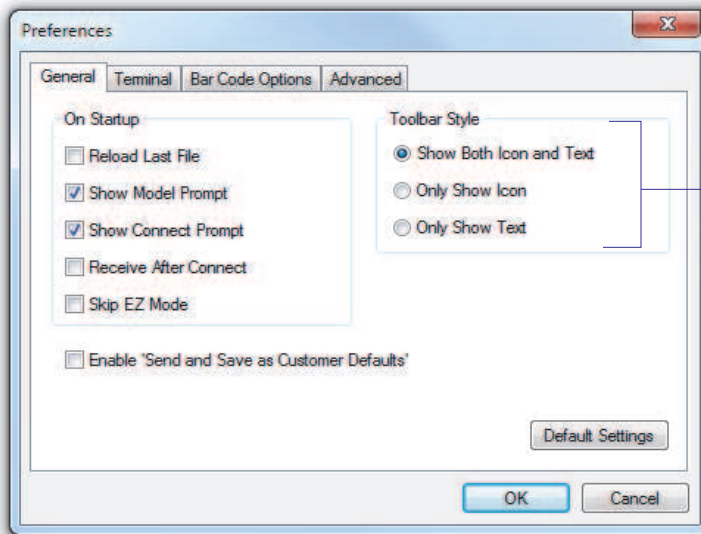 Preferences
General Terminal Bar Code Options Advanced
On Startup
Reload Last File
Show Model Prompt
Show Connect Prompt
Receive After Connect
Skip EZ Mode
Toolbar Style
Show Both Icon and Text
Only Show Icon
Only Show Text
Enable 'Send and Save as Customer Defaults'
Default Settings
OK Cancel